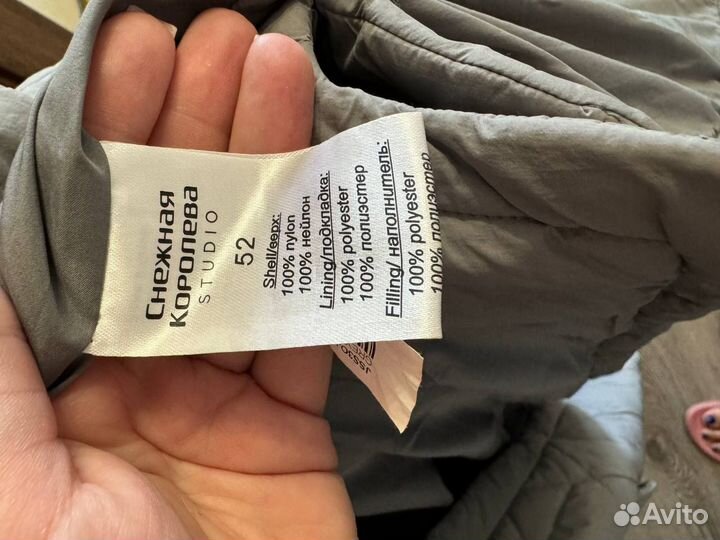 Снежная
Королева
STUDIO
52
Shell/верх:
100% nylon
100% нейлон
Lining/подкладка:
100% polyester
100% полиэстер
Filling/ наполнитель:
100% polyester
100% полиэстер
Avito